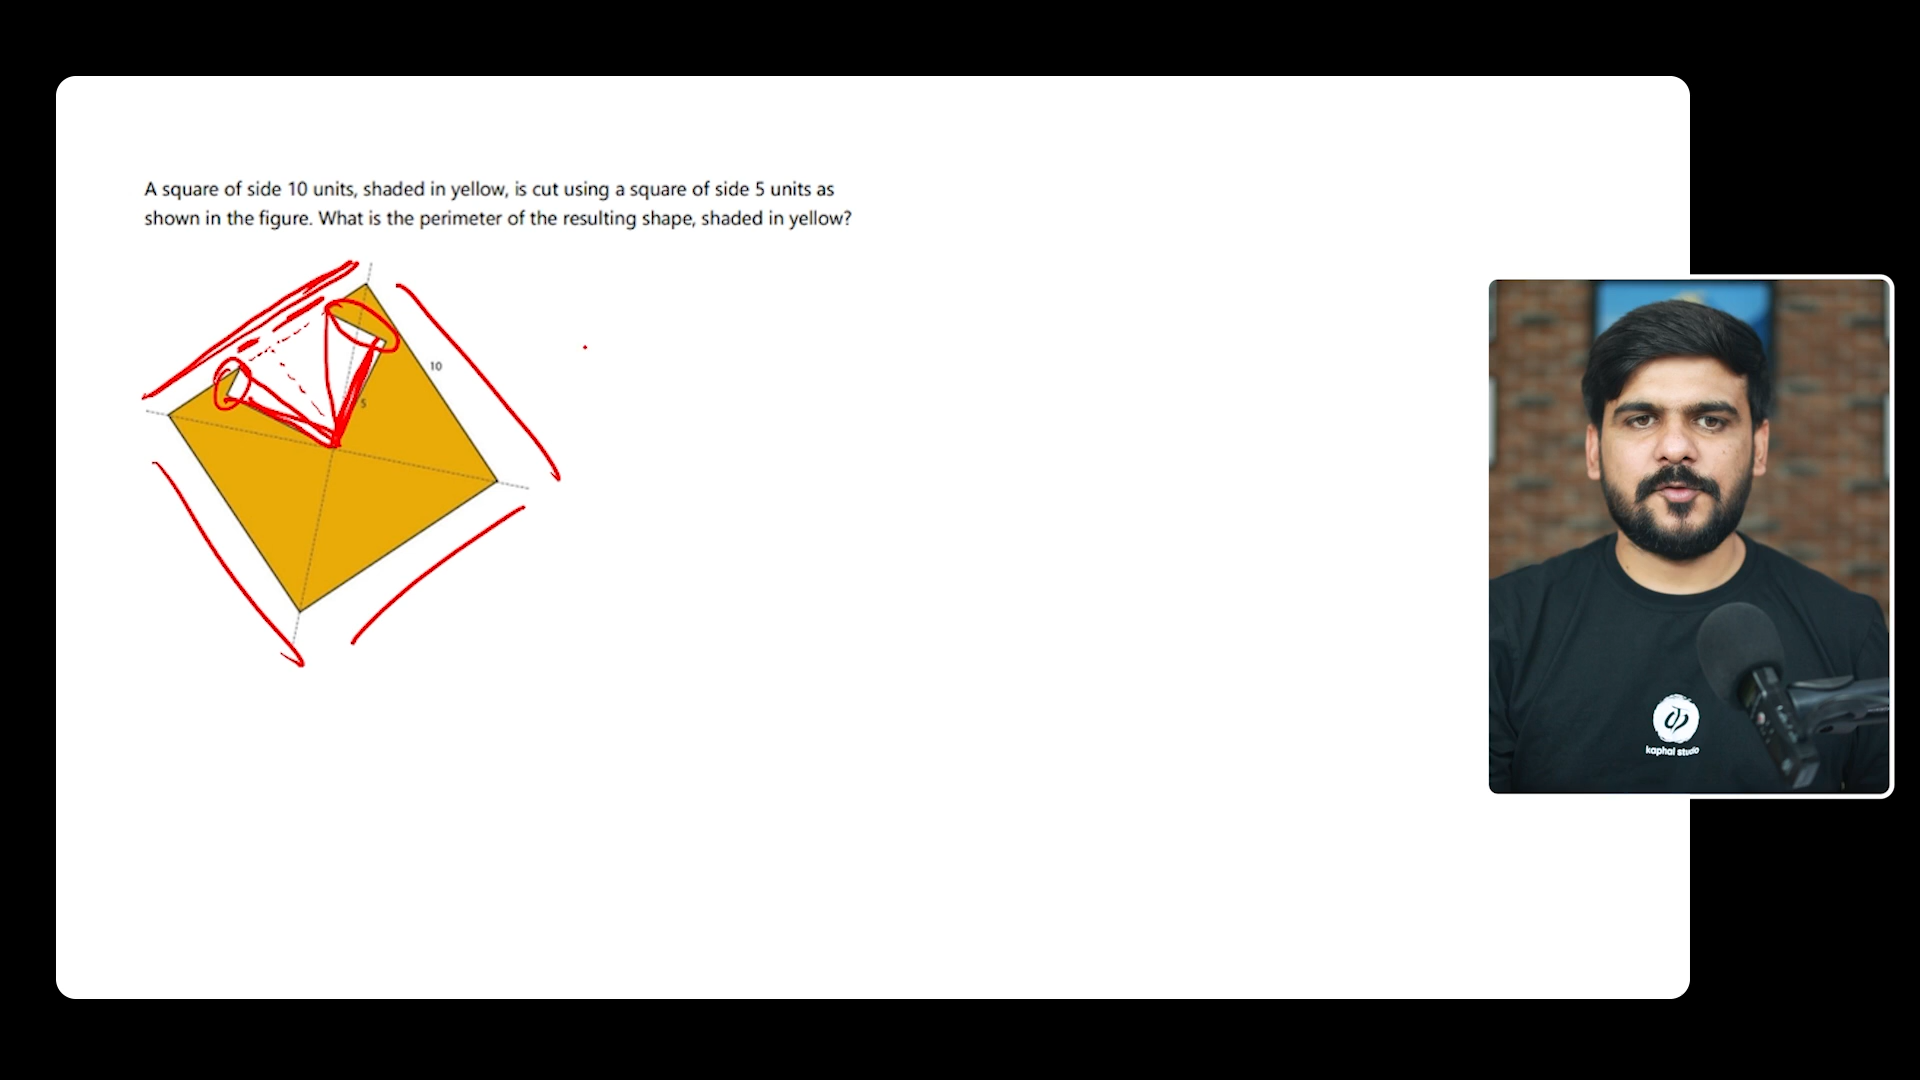 A square of side 10 units, shaded in yellow, is cut using a square of side 5 units as
shown in the figure. What is the perimeter of the resulting shape, shaded in yellow?
10
5
kaphal studio